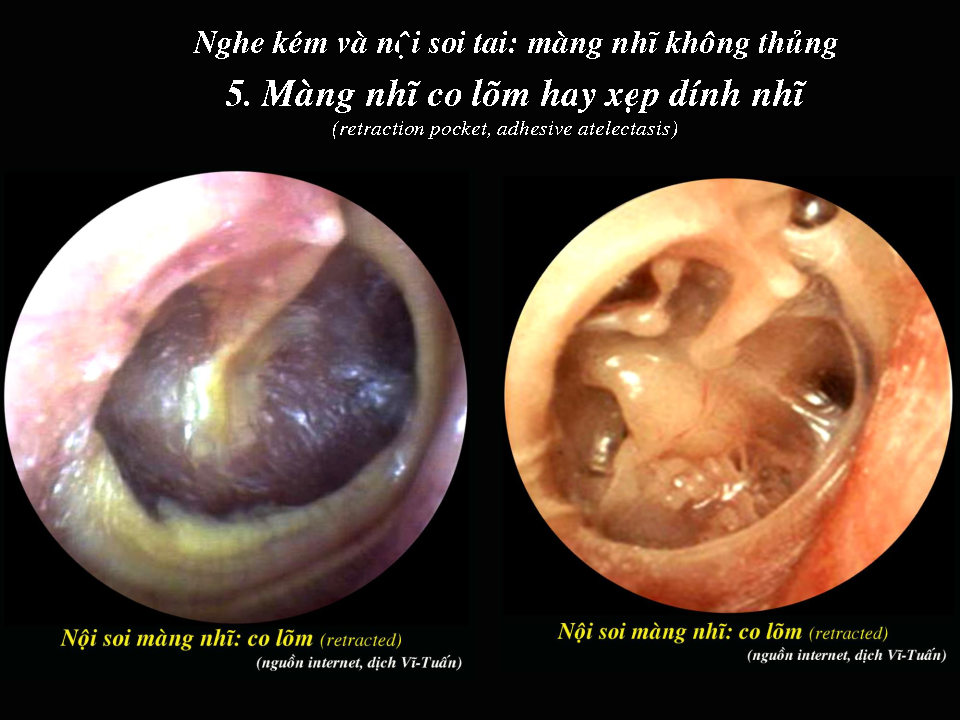 Nghe kém và nội soi tai: màng nhĩ không thủng
5. Màng nhĩ co lõm hay xẹp dính nhĩ
(retraction pocket, adhesive atelectasis)
Nội soi màng nhĩ: co lõm (retracted)
(nguồn internet, dịch Vĩ-Tuấn)
Nội soi màng nhĩ: co lõm (retracted)
(nguồn internet, dịch Vĩ-Tuấn)